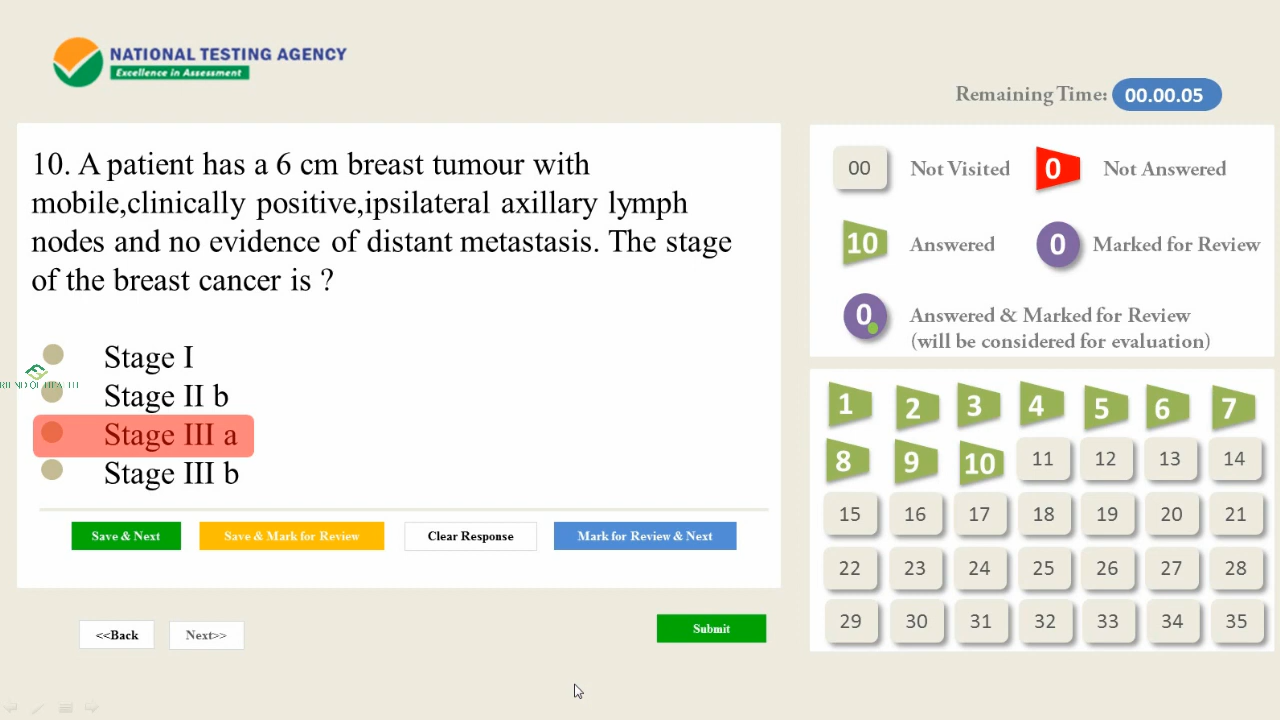 NATIONAL TESTING AGENCY
Excellence in Assessment
Remaining Time: 00.00.05
10. A patient has a 6 cm breast tumour with
mobile,clinically positive,ipsilateral axillary lymph
nodes and no evidence of distant metastasis. The stage
of the breast cancer is ?
Stage I
Stage II b
Stage III a
Stage III b
Save & Next
Save & Mark for Review
Clear Response
Mark for Review & Next
<<Back
Next>>
Submit
00 Not Visited
0 Not Answered
10 Answered
0 Marked for Review
0 Answered & Marked for Review
(will be considered for evaluation)
1 2 3 4 5 6 7
8 9 10 11 12 13 14
15 16 17 18 19 20 21
22 23 24 25 26 27 28
29 30 31 32 33 34 35